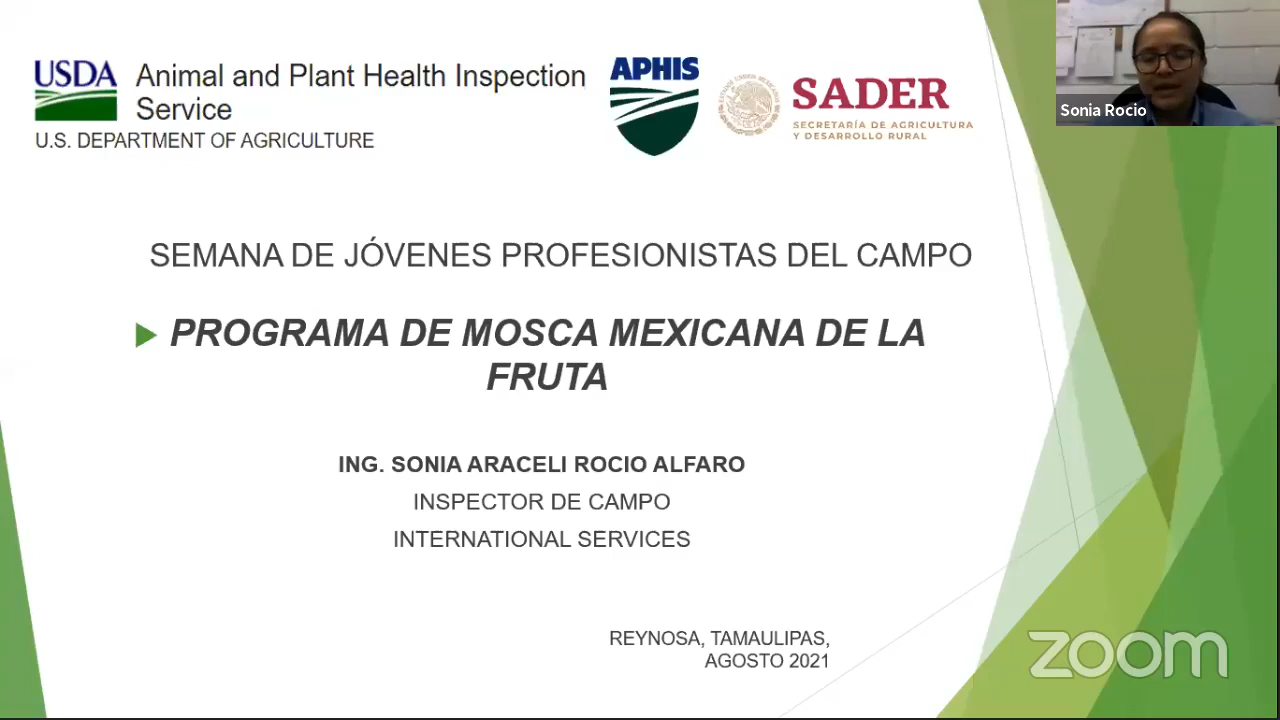 USDA
Animal and Plant Health Inspection
Service
U.S. DEPARTMENT OF AGRICULTURE
APHIS
SADER
SECRETARÍA DE AGRICULTURA
Y DESARROLLO RURAL
Sonia Rocio
SEMANA DE JÓVENES PROFESIONISTAS DEL CAMPO
PROGRAMA DE MOSCA MEXICANA DE LA
FRUTA
ING. SONIA ARACELI ROCIO ALFARO
INSPECTOR DE CAMPO
INTERNATIONAL SERVICES
REYNOSA, TAMAULIPAS,
AGOSTO 2021
zoom